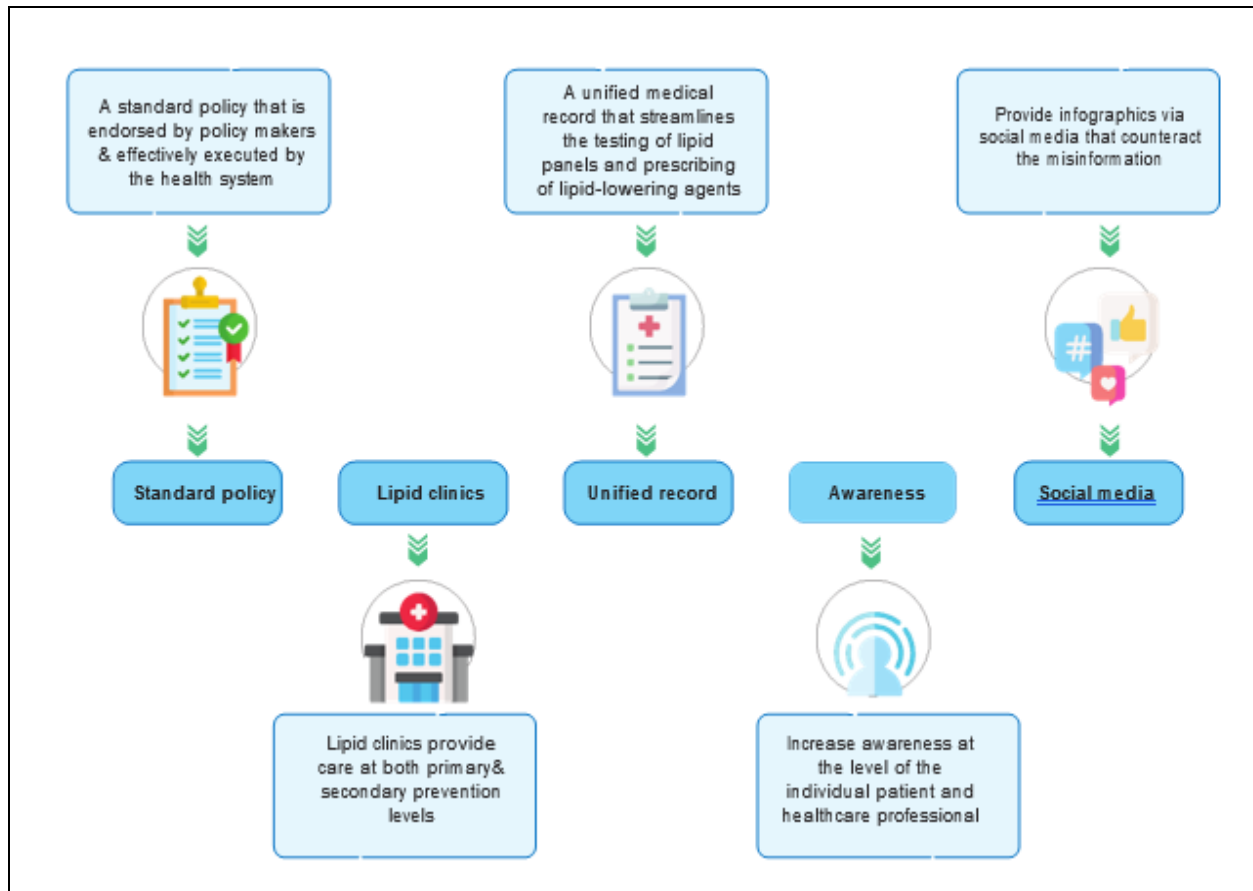 A standard policy that is
endorsed by policy makers
& effectively executed by
the health system
A unified medical
record that streamlines
the testing of lipid
panels and prescribing
of lipid-lowering agents
Provide infographics via
social media that counteract
the misinformation
#
Standard policy
Lipid clinics
Unified record
Awareness
Social media
Lipid clinics provide
care at both primary&
secondary prevention
levels
Increase awareness at
the level of the
individual patient and
healthcare professional